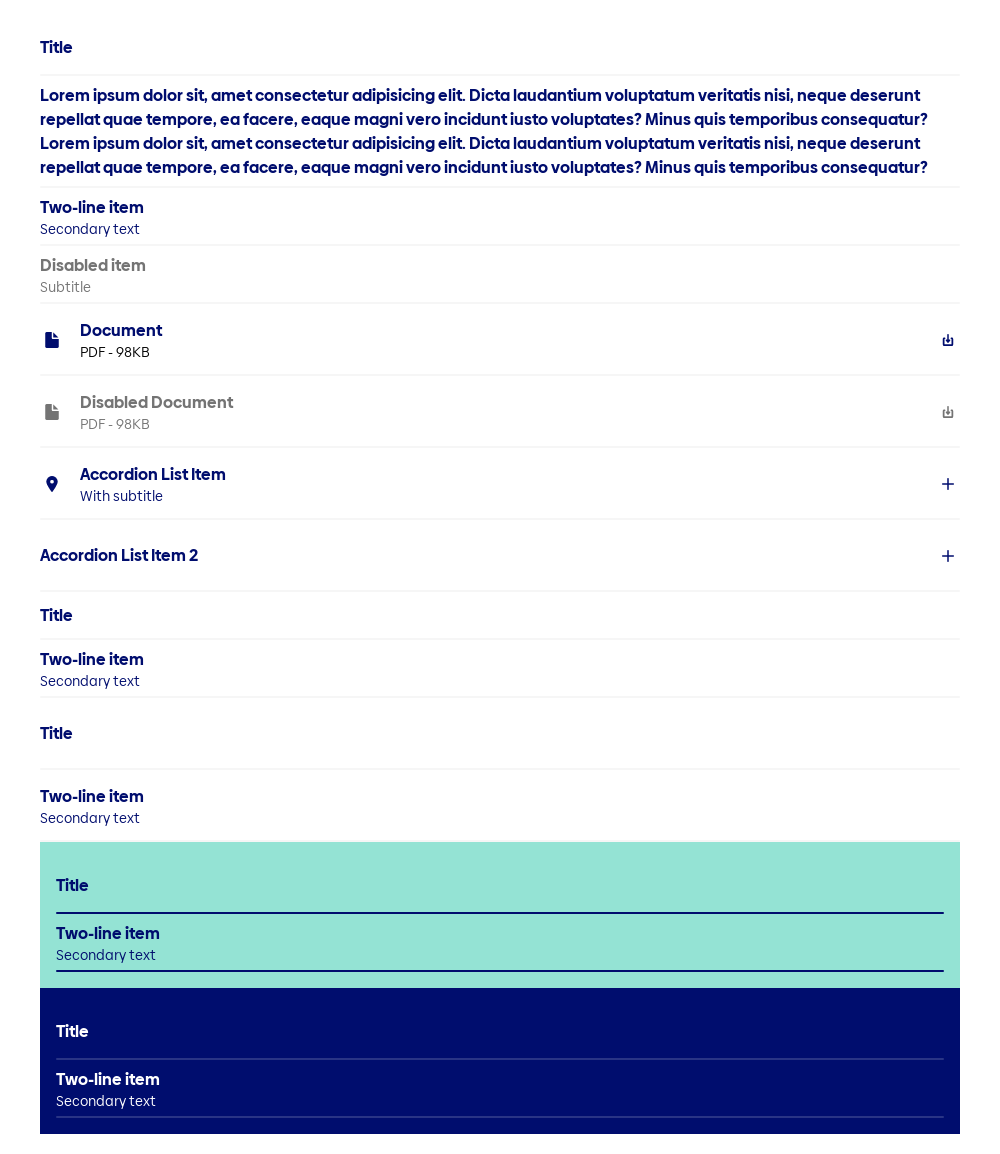 Title
Lorem ipsum dolor sit, amet consectetur adipisicing elit. Dicta laudantium voluptatum veritatis nisi, neque deserunt
repellat quae tempore, ea facere, eaque magni vero incidunt iusto voluptates? Minus quis temporibus consequatur?
Lorem ipsum dolor sit, amet consectetur adipisicing elit. Dicta laudantium voluptatum veritatis nisi, neque deserunt
repellat quae tempore, ea facere, eaque magni vero incidunt iusto voluptates? Minus quis temporibus consequatur?
Two-line item
Secondary text
Disabled item
Subtitle
Document
PDF - 98KB
Disabled Document
PDF - 98KB
Accordion List Item
With subtitle
Accordion List Item 2
Title
Two-line item
Secondary text
Title
Two-line item
Secondary text
Title
Two-line item
Secondary text
Title
Two-line item
Secondary text